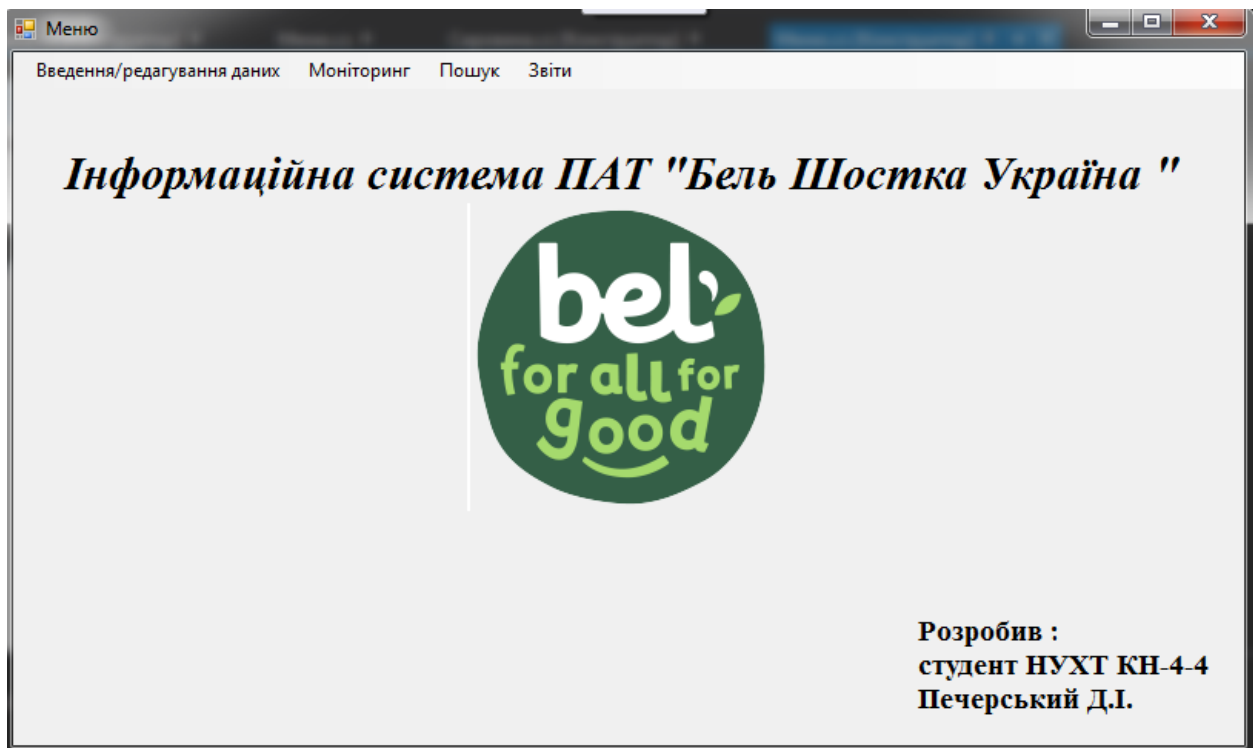 Меню
Введення/редагування даних Моніторинг Пошук Звіти
Інформаційна система ПАТ "Бель Шостка Україна "
bel
for all for
good
Розробив :
студент НУХТ КН-4-4
Печерський Д.І.